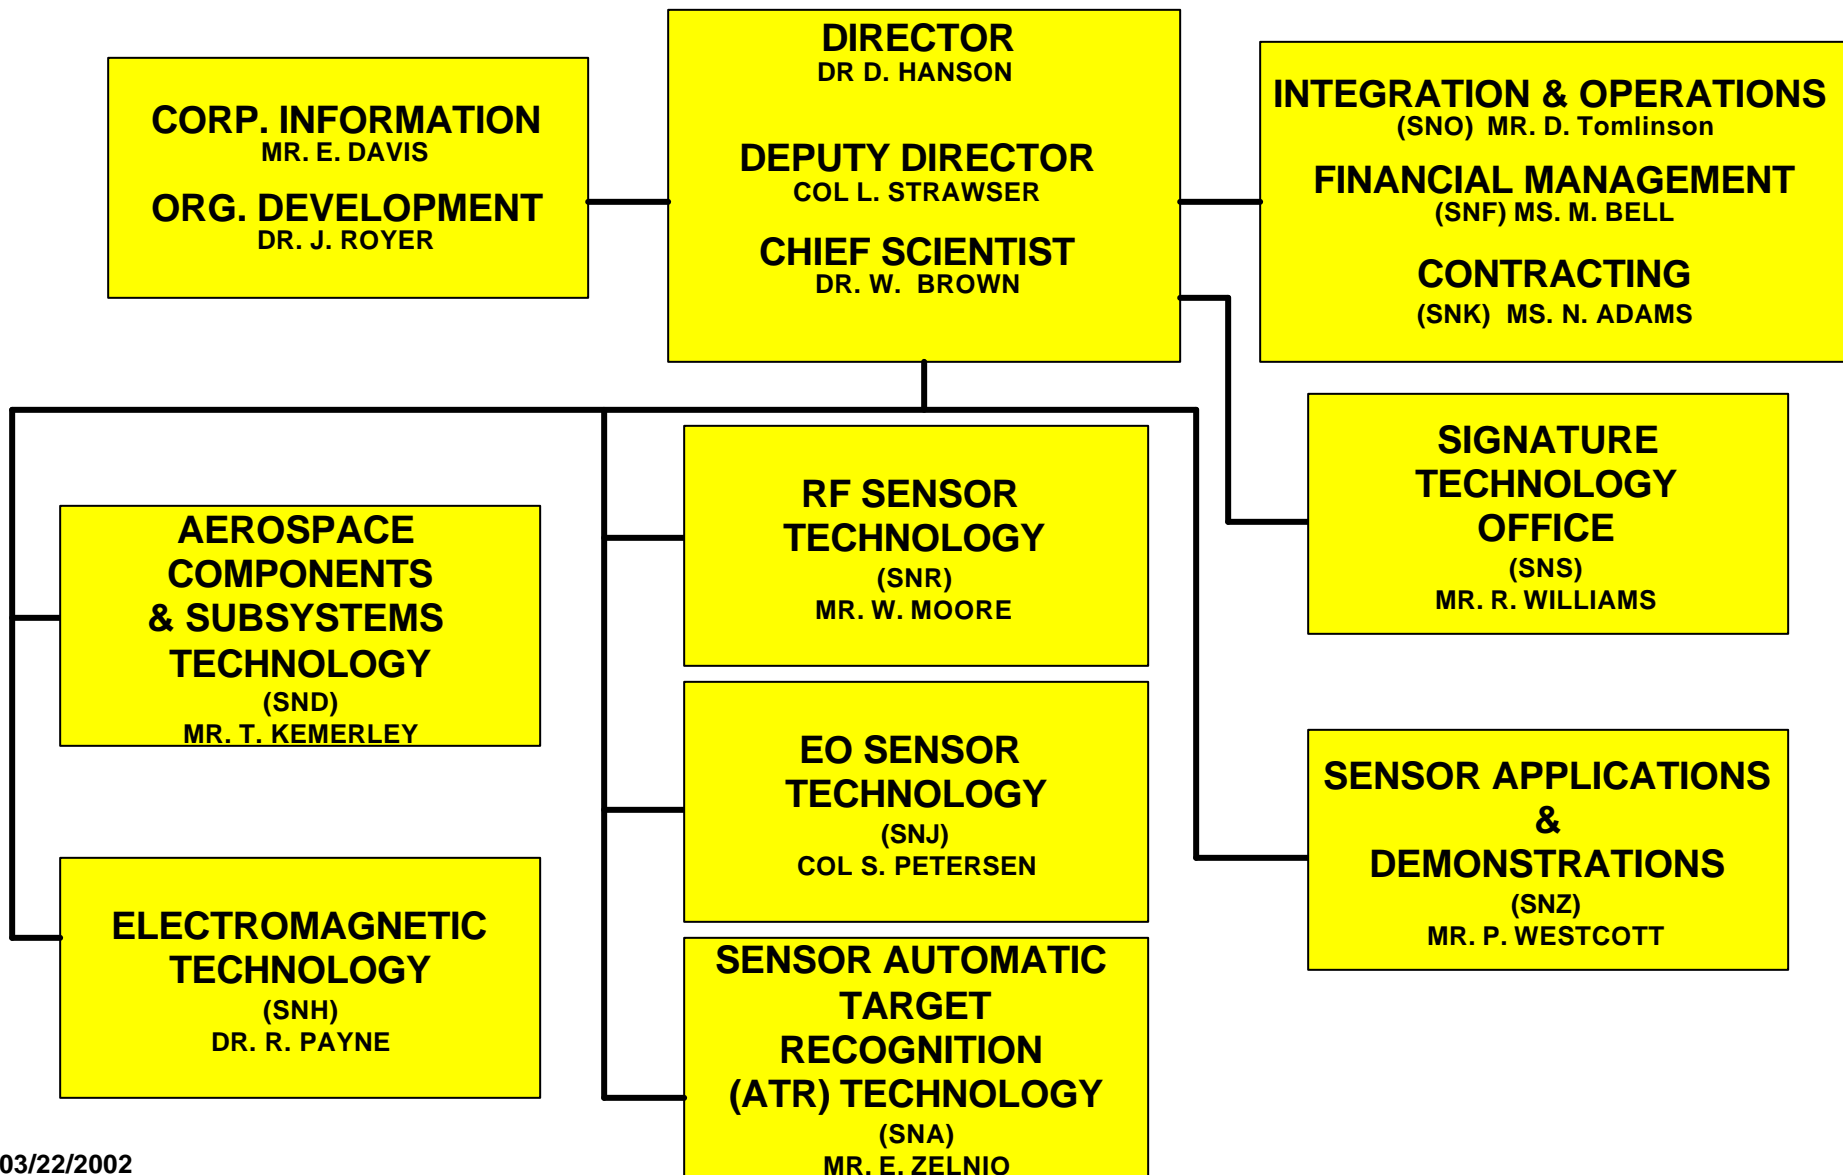 DIRECTOR
DR D. HANSON
DEPUTY DIRECTOR
COL L. STRAWSER
CHIEF SCIENTIST
DR. W. BROWN
CORP. INFORMATION
MR. E. DAVIS
ORG. DEVELOPMENT
DR. J. ROYER
INTEGRATION & OPERATIONS
(SNO) MR. D. Tomlinson
FINANCIAL MANAGEMENT
(SNF) MS. M. BELL
CONTRACTING
(SNK) MS. N. ADAMS
SIGNATURE
TECHNOLOGY
OFFICE
(SNS)
MR. R. WILLIAMS
AEROSPACE
COMPONENTS
& SUBSYSTEMS
TECHNOLOGY
(SND)
MR. T. KEMERLEY
ELECTROMAGNETIC
TECHNOLOGY
(SNH)
DR. R. PAYNE
RF SENSOR
TECHNOLOGY
(SNR)
MR. W. MOORE
EO SENSOR
TECHNOLOGY
(SNJ)
COL S. PETERSEN
SENSOR AUTOMATIC
TARGET
RECOGNITION
(ATR) TECHNOLOGY
(SNA)
MR. E. ZELNIO
SENSOR APPLICATIONS
&
DEMONSTRATIONS
(SNZ)
MR. P. WESTCOTT
03/22/2002